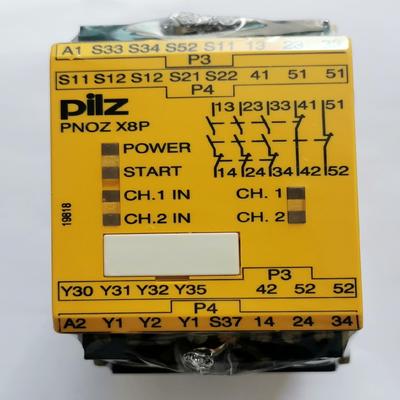 A1 S33 S34 S52 S11 13 23 33
P3
S11 S12 S12 S21 S22 41 51 51
P4
pilz
PNOZ X8P
13 23 33 41 51
POWER
START
14 24 34 42 52
CH.1 IN
CH. 1
CH.2 IN
CH. 2
19818
P3
Y30 Y31 Y32 Y35 42 52 52
P4
A2 Y1 Y2 Y1 S37 14 24 34